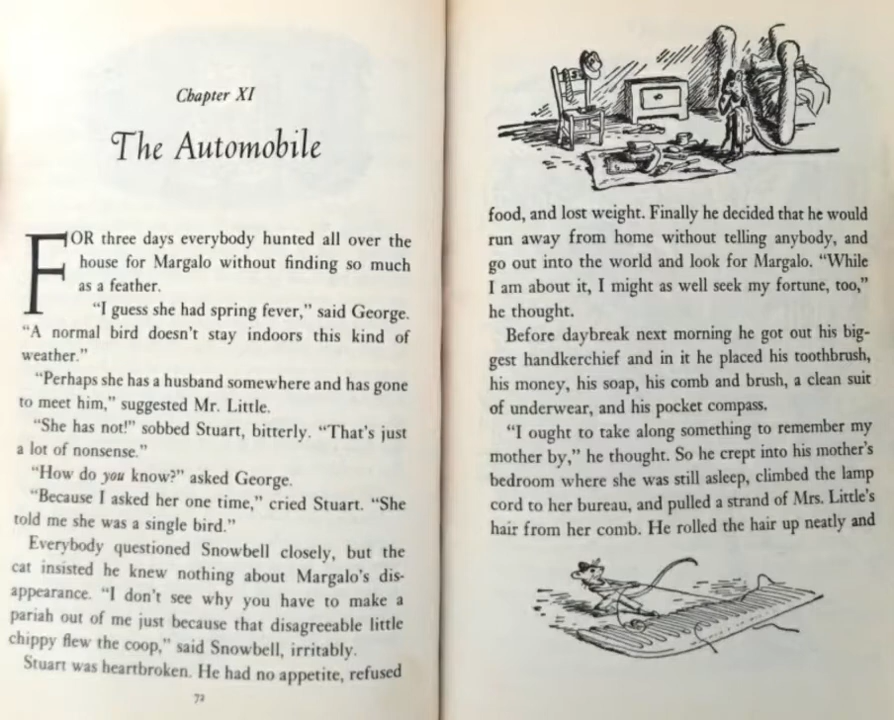 Chapter XI
The Automobile
FOR three days everybody hunted all over the
house for Margalo without finding so much
as a feather.
“I guess she had spring fever,” said George.
“A normal bird doesn’t stay indoors this kind of
weather.”
“Perhaps she has a husband somewhere and has gone
to meet him,” suggested Mr. Little.
“She has not!” sobbed Stuart, bitterly. “That’s just
a lot of nonsense.”
“How do you know?” asked George.
“Because I asked her one time,” cried Stuart. “She
told me she was a single bird.”
Everybody questioned Snowbell closely, but the
cat insisted he knew nothing about Margalo’s dis-
appearance. “I don’t see why you have to make a
pariah out of me just because that disagreeable little
chippy flew the coop,” said Snowbell, irritably.
Stuart was heartbroken. He had no appetite, refused
72
food, and lost weight. Finally he decided that he would
run away from home without telling anybody, and
go out into the world and look for Margalo. “While
I am about it, I might as well seek my fortune, too,”
he thought.
Before daybreak next morning he got out his big-
gest handkerchief and in it he placed his toothbrush,
his money, his soap, his comb and brush, a clean suit
of underwear, and his pocket compass.
“I ought to take along something to remember my
mother by,” he thought. So he crept into his mother’s
bedroom where she was still asleep, climbed the lamp
cord to her bureau, and pulled a strand of Mrs. Little’s
hair from her comb. He rolled the hair up neatly and